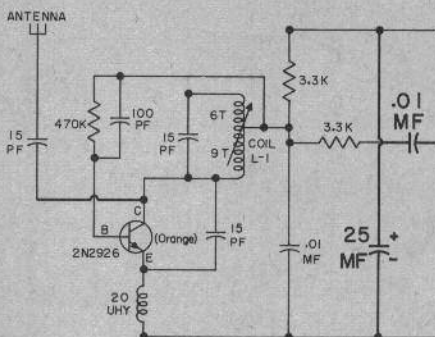 ANTENNA
15
PF
470K
100
PF
15
PF
6T
9T
COIL
L-1
3.3K
3.3K
.01
MF
C
B
E
(Orange)
2N2926
15
PF
20
UHY
.01
MF
25
MF
+
-